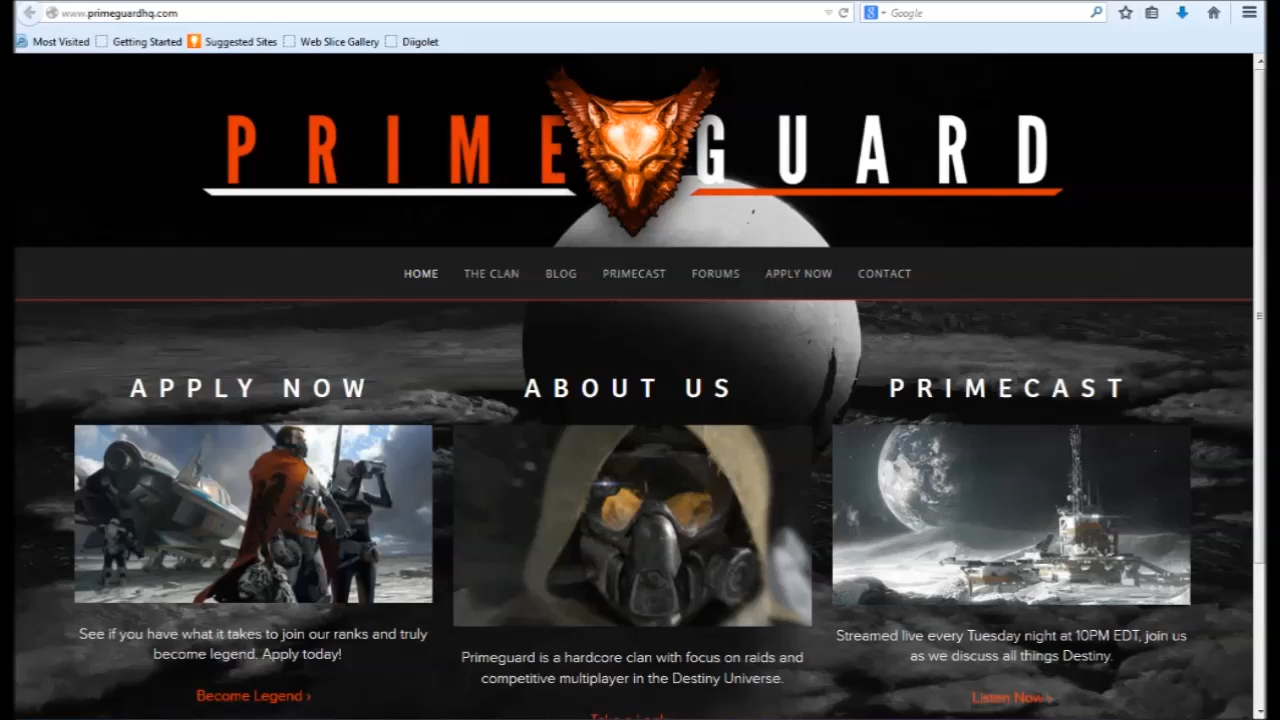 www.primeguardhq.com
Google
Most Visited
Getting Started
Suggested Sites
Web Slice Gallery
Diigolet
PRIME GUARD
HOME
THE CLAN
BLOG
PRIMECAST
FORUMS
APPLY NOW
CONTACT
APPLY NOW
See if you have what it takes to join our ranks and truly
become legend. Apply today!
Become Legend ›
ABOUT US
Primeguard is a hardcore clan with focus on raids and
competitive multiplayer in the Destiny Universe.
PRIMECAST
Streamed live every Tuesday night at 10PM EDT, join us
as we discuss all things Destiny.
Listen Now ›